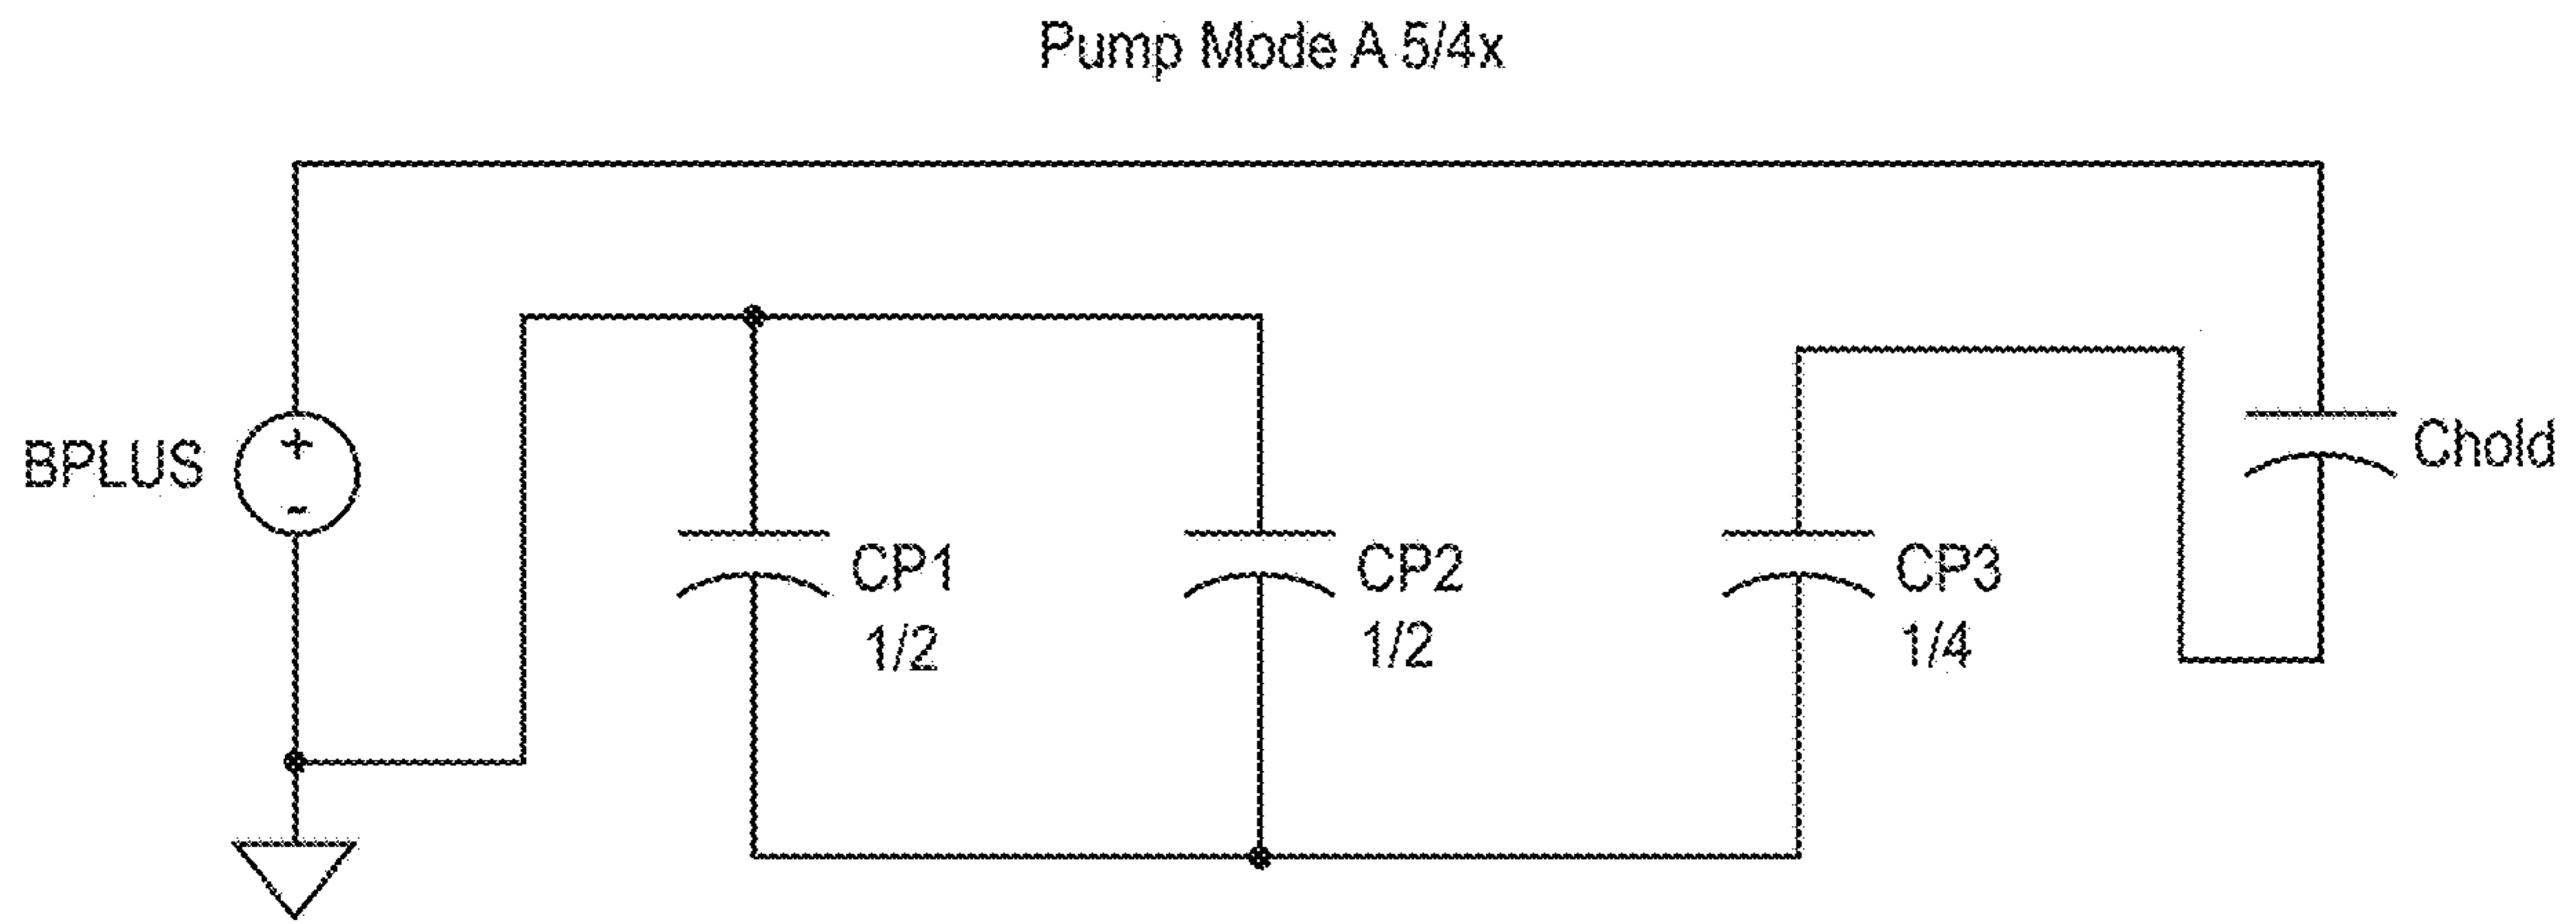 Pump Mode A 5/4x
BPLUS
+
-
CP1
1/2
CP2
1/2
CP3
1/4
Chold